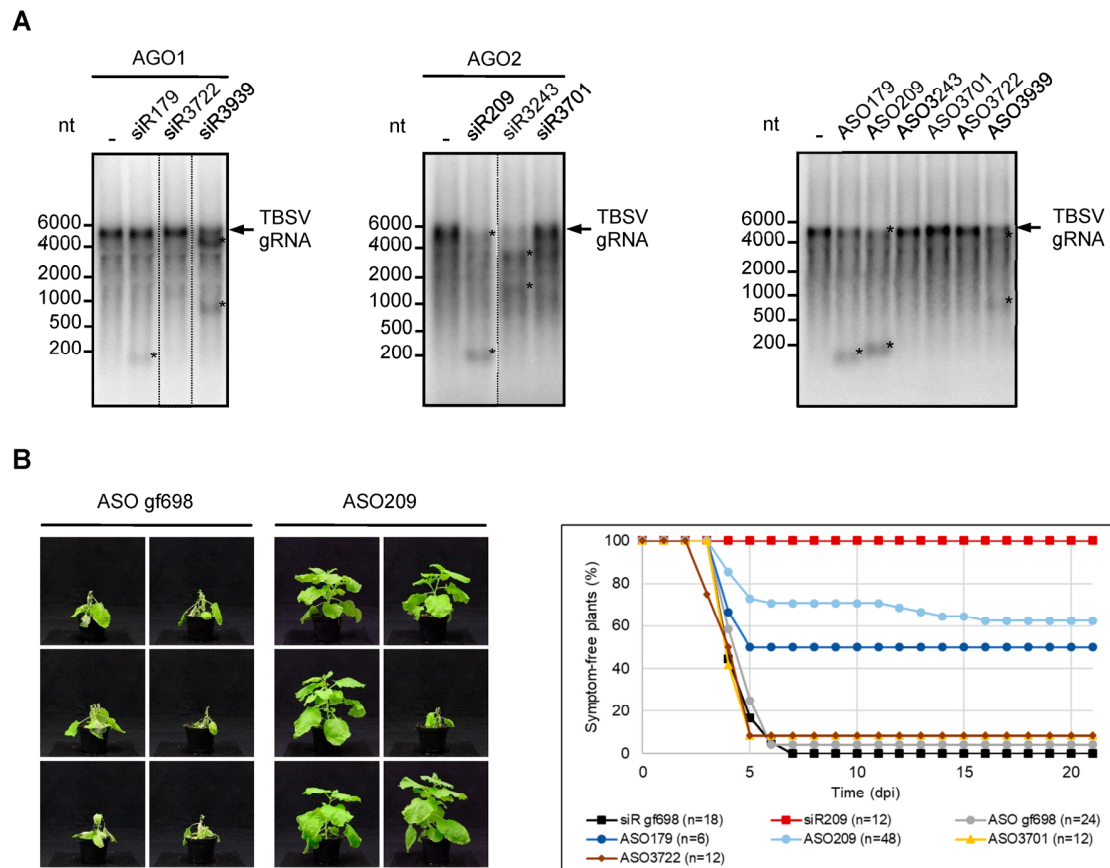 A
AGO1
nt
-
siR179
siR3722
siR3939
6000
4000
2000
1000
500
200
*
*
*
TBSV
gRNA
AGO2
nt
-
siR209
siR3243
siR3701
6000
4000
2000
1000
500
200
*
*
*
*
TBSV
gRNA
nt
-
ASO179
ASO209
ASO3243
ASO3701
ASO3722
ASO3939
6000
4000
2000
1000
500
200
*
*
*
*
*
TBSV
gRNA
B
ASO gf698
ASO209
Symptom-free plants (%)
100
80
60
40
20
0
0 5 10 15 20
Time (dpi)
siR gf698 (n=18) siR209 (n=12) ASO gf698 (n=24)
ASO179 (n=6) ASO209 (n=48) ASO3701 (n=12)
ASO3722 (n=12)